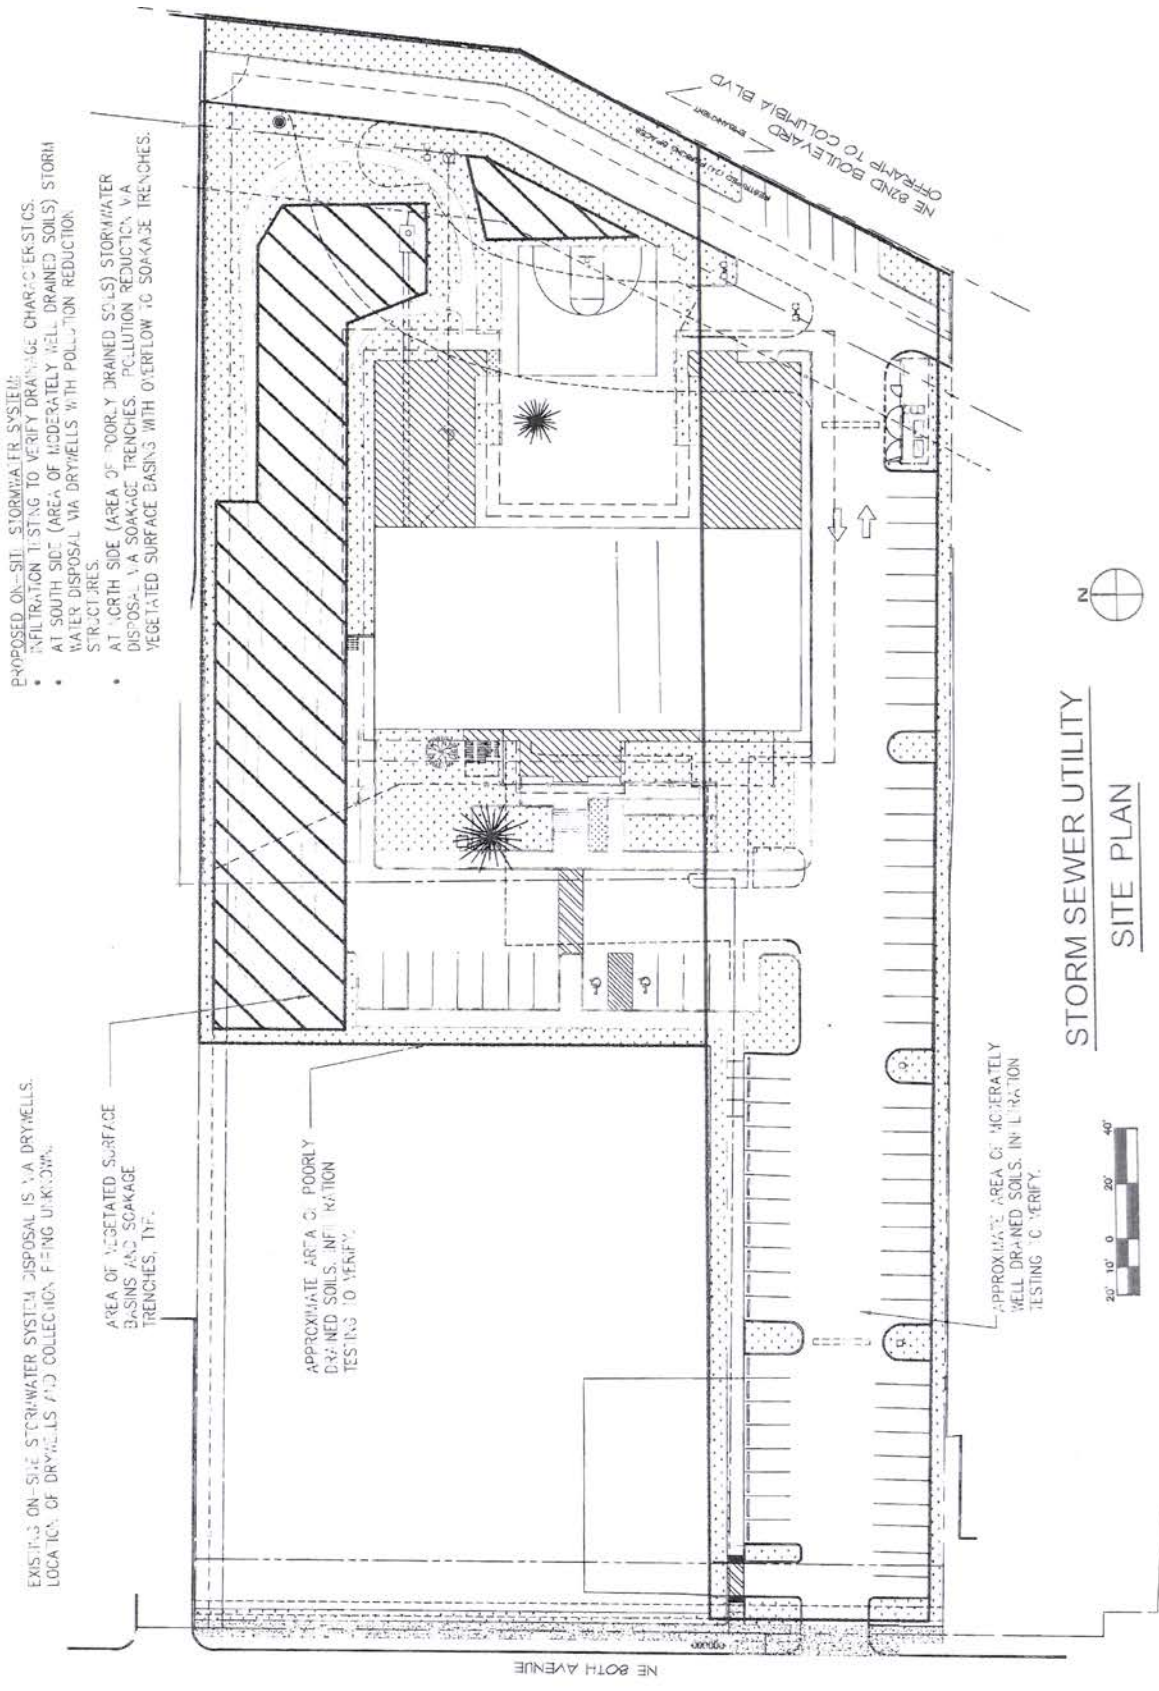 EXISTING ON-SITE STORMWATER SYSTEM DISPOSAL IS VIA DRYWELLS.
LOCATION OF DRYWELLS AND COLLECTION PIPING UNKNOWN.
PROPOSED ON-SITE STORMWATER SYSTEM:
• INFILTRATION TESTING TO VERIFY DRAINAGE CHARACTERISTICS.
• AT SOUTH SIDE (AREA OF MODERATELY WELL DRAINED SOILS) STORM
WATER DISPOSAL VIA DRYWELLS WITH POLLUTION REDUCTION
STRUCTURES.
• AT NORTH SIDE (AREA OF POORLY DRAINED SOILS) STORMWATER
DISPOSAL VIA SOAKAGE TRENCHES. POLLUTION REDUCTION VIA
VEGETATED SURFACE BASINS WITH OVERFLOW TO SOAKAGE TRENCHES.
AREA OF VEGETATED SURFACE
BASINS AND SOAKAGE
TRENCHES, TYP.
APPROXIMATE AREA OF POORLY
DRAINED SOILS. INFILTRATION
TESTING TO VERIFY.
NE 82ND BOULEVARD
OFFRAMP TO COLUMBIA BLVD
NE 80TH AVENUE
APPROXIMATE AREA OF MODERATELY
WELL DRAINED SOILS. INFILTRATION
TESTING TO VERIFY.
20' 10' 0 20' 40'
N
STORM SEWER UTILITY
SITE PLAN